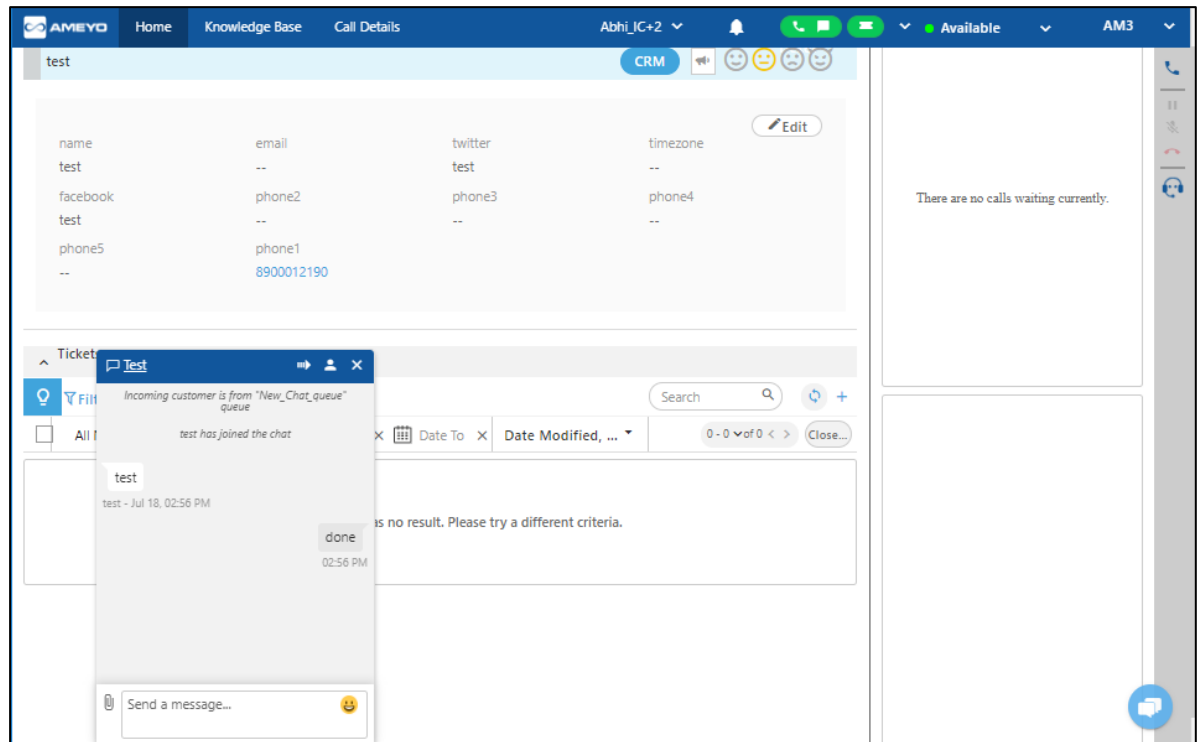 AMEYO Home Knowledge Base Call Details Abhi_IC+2 Available AM3
test CRM
Edit
name email twitter timezone
test -- test --
facebook phone2 phone3 phone4
test -- -- --
phone5 phone1
-- 8900012190
There are no calls waiting currently.
Ticket
Test
Filt
Incoming customer is from "New_Chat_queue"
queue
Search
All test has joined the chat Date To Date Modified, ... 0 - 0 of 0 < > Close...
test
test - Jul 18, 02:56 PM
no result. Please try a different criteria.
done
02:56 PM
Send a message...